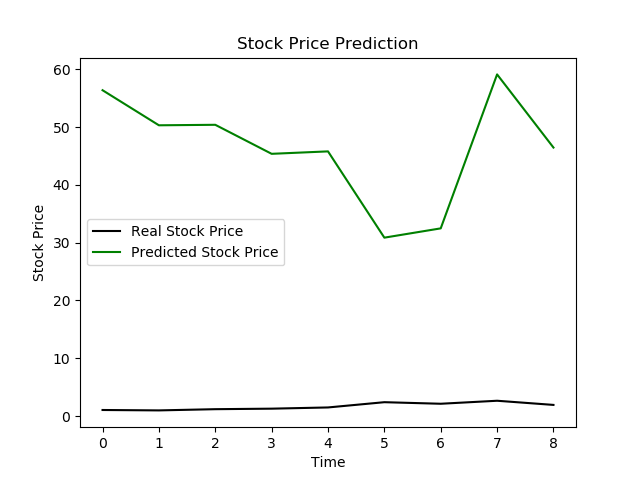 Stock Price Prediction
60
50
40
30
20
10
0
Stock Price
Real Stock Price
Predicted Stock Price
0 1 2 3 4 5 6 7 8
Time